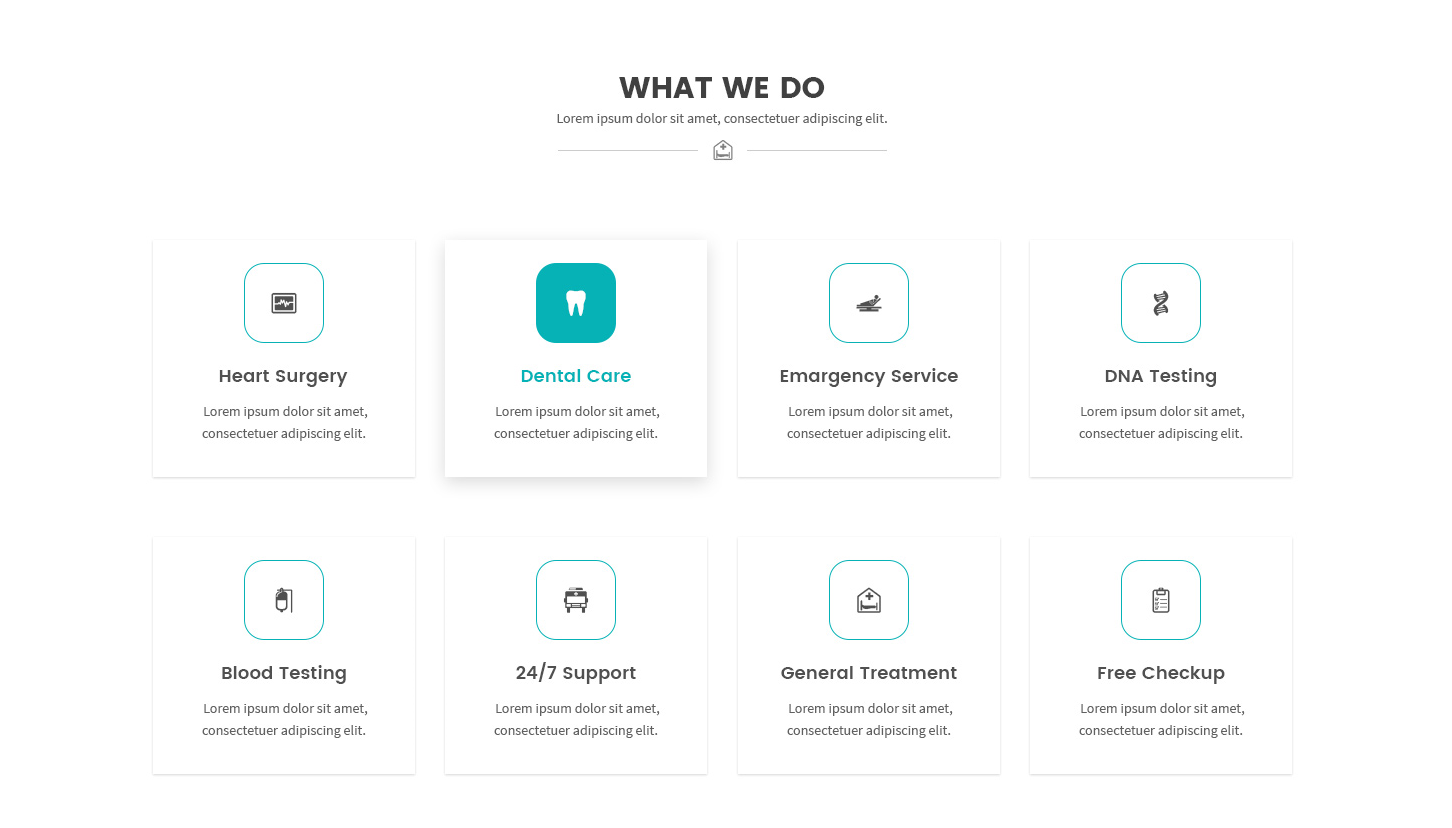 WHAT WE DO
Lorem ipsum dolor sit amet, consectetuer adipiscing elit.
Heart Surgery
Lorem ipsum dolor sit amet,
consectetuer adipiscing elit.
Dental Care
Lorem ipsum dolor sit amet,
consectetuer adipiscing elit.
Emargency Service
Lorem ipsum dolor sit amet,
consectetuer adipiscing elit.
DNA Testing
Lorem ipsum dolor sit amet,
consectetuer adipiscing elit.
Blood Testing
Lorem ipsum dolor sit amet,
consectetuer adipiscing elit.
24/7 Support
Lorem ipsum dolor sit amet,
consectetuer adipiscing elit.
General Treatment
Lorem ipsum dolor sit amet,
consectetuer adipiscing elit.
Free Checkup
Lorem ipsum dolor sit amet,
consectetuer adipiscing elit.